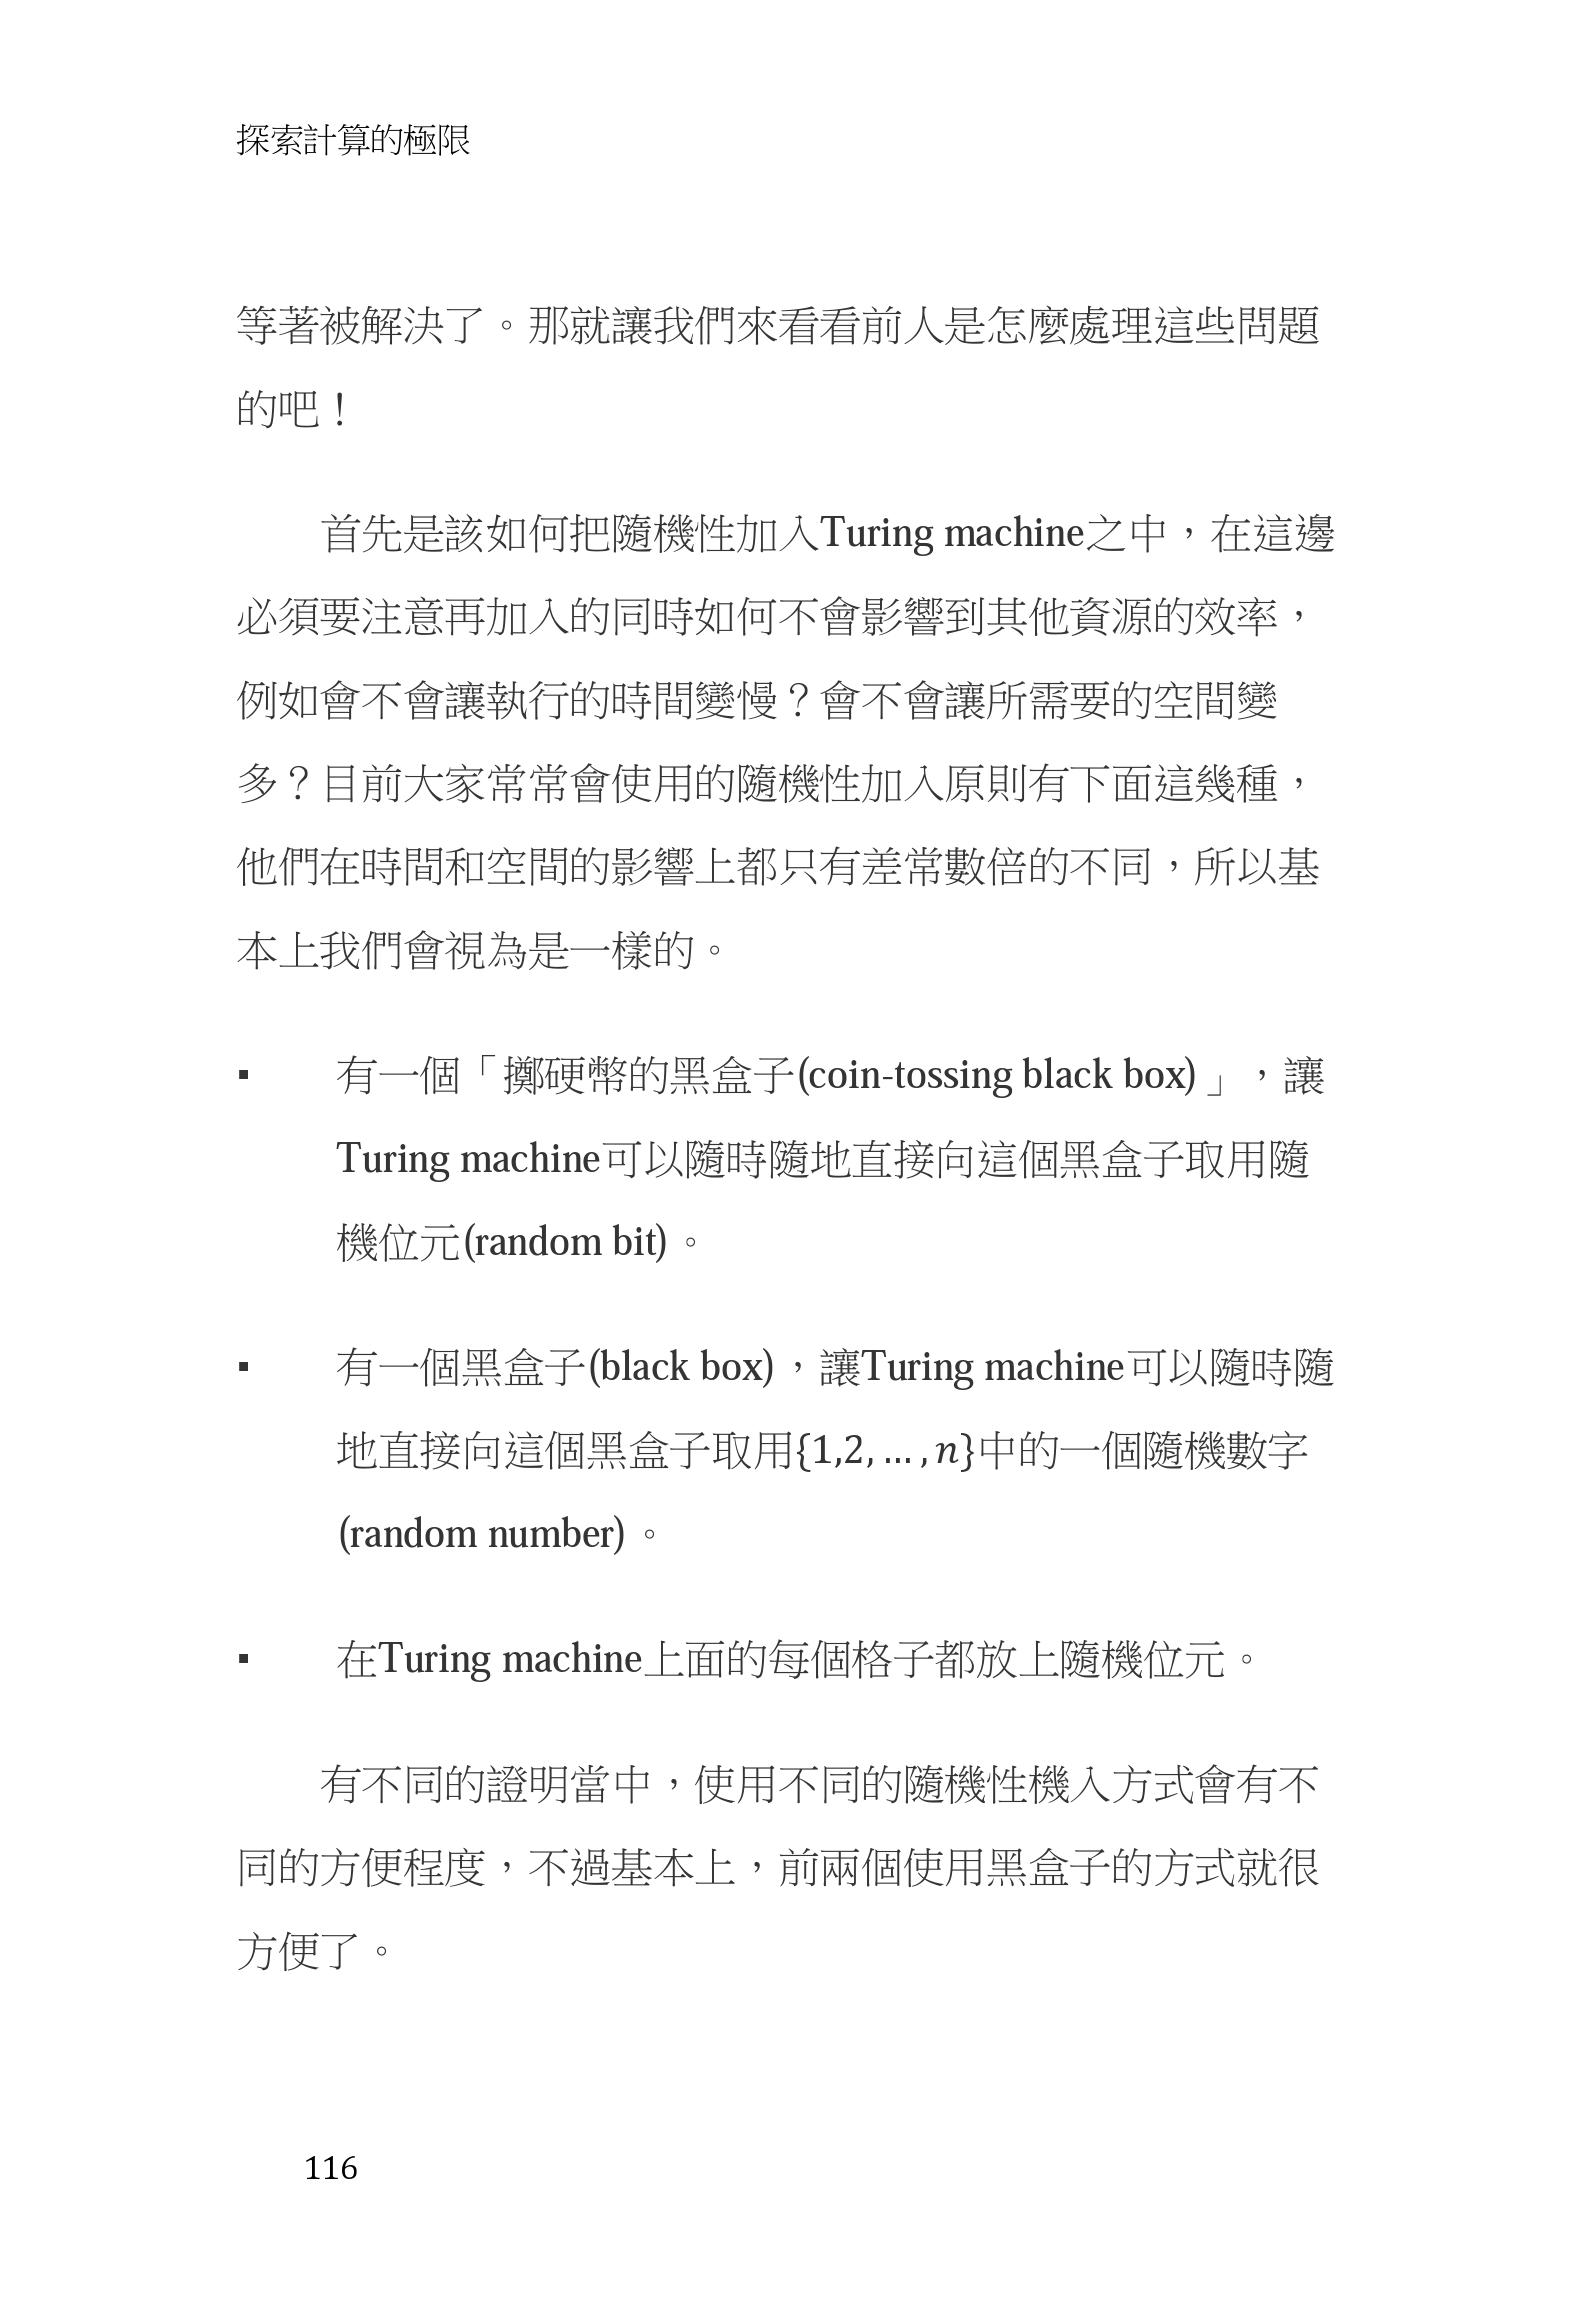 探索計算的極限
等著被解決了。那就讓我們來看看前人是怎麼處理這些問題
的吧！
首先是該如何把隨機性加入Turing machine之中，在這邊
必須要注意再加入的同時如何不會影響到其他資源的效率，
例如會不會讓執行的時間變慢？會不會讓所需要的空間變
多？目前大家常常會使用的隨機性加入原則有下面這幾種，
他們在時間和空間的影響上都只有差常數倍的不同，所以基
本上我們會視為是一樣的。
▪ 有一個「擲硬幣的黑盒子(coin-tossing black box)」，讓
Turing machine可以隨時隨地直接向這個黑盒子取用隨
機位元(random bit)。
▪ 有一個黑盒子(black box)，讓Turing machine可以隨時隨
地直接向這個黑盒子取用{1,2, … , n}中的一個隨機數字
(random number)。
▪ 在Turing machine上面的每個格子都放上隨機位元。
有不同的證明當中，使用不同的隨機性機入方式會有不
同的方便程度，不過基本上，前兩個使用黑盒子的方式就很
方便了。
116